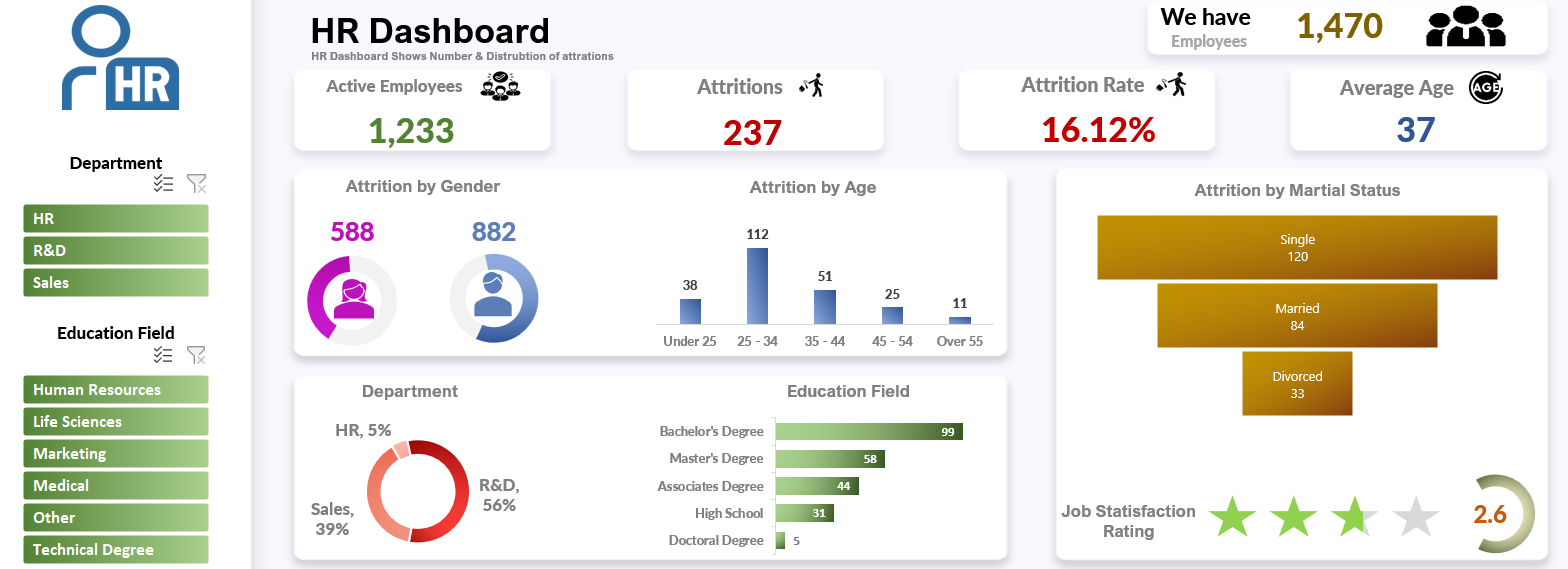 HR
Department
HR
R&D
Sales
Education Field
Human Resources
Life Sciences
Marketing
Medical
Other
Technical Degree
HR Dashboard
HR Dashboard Shows Number & Distrubtion of attrations
We have
Employees
1,470
Active Employees
1,233
Attritions
237
Attrition Rate
16.12%
Average Age
AGE
37
Attrition by Gender
588
882
Attrition by Age
38
112
51
25
11
Under 25
25 - 34
35 - 44
45 - 54
Over 55
Attrition by Martial Status
Single
120
Married
84
Divorced
33
Department
HR, 5%
R&D,
56%
Sales,
39%
Education Field
Bachelor's Degree
99
Master's Degree
58
Associates Degree
44
High School
31
Doctoral Degree
5
Job Statisfaction
Rating
2.6